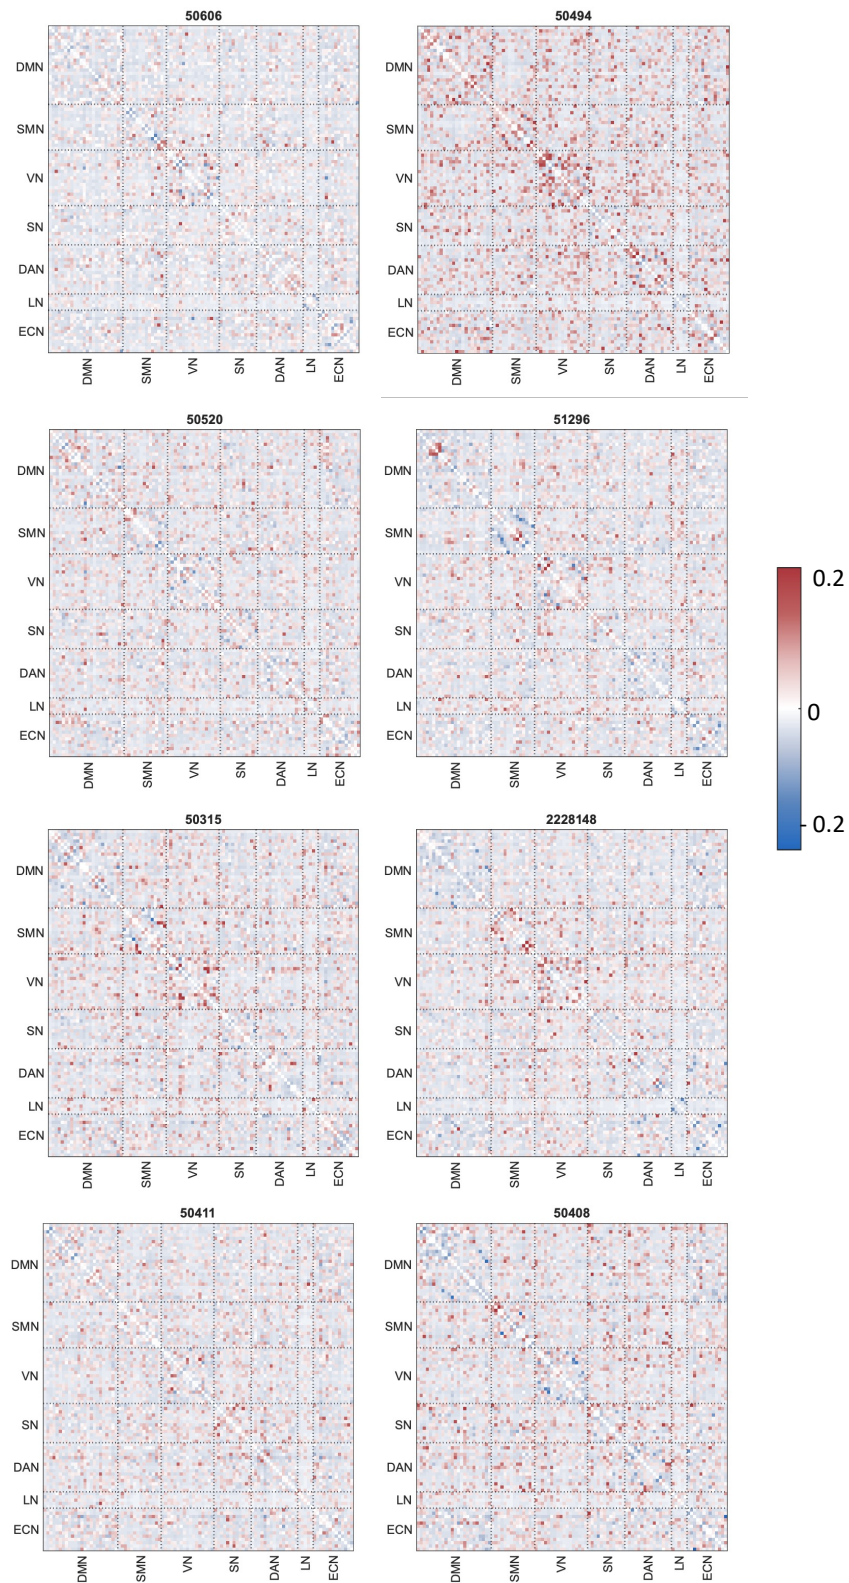 50606
50494
DMN
SMN
VN
SN
DAN
LN
ECN
DMN
SMN
VN
SN
DAN
LN
ECN
DMN
SMN
VN
SN
DAN
LN
ECN
DMN
SMN
VN
SN
DAN
LN
ECN
50520
51296
DMN
SMN
VN
SN
DAN
LN
ECN
DMN
SMN
VN
SN
DAN
LN
ECN
DMN
SMN
VN
SN
DAN
LN
ECN
DMN
SMN
VN
SN
DAN
LN
ECN
0.2
0
- 0.2
50315
2228148
DMN
SMN
VN
SN
DAN
LN
ECN
DMN
SMN
VN
SN
DAN
LN
ECN
DMN
SMN
VN
SN
DAN
LN
ECN
DMN
SMN
VN
SN
DAN
LN
ECN
50411
50408
DMN
SMN
VN
SN
DAN
LN
ECN
DMN
SMN
VN
SN
DAN
LN
ECN
DMN
SMN
VN
SN
DAN
LN
ECN
DMN
SMN
VN
SN
DAN
LN
ECN